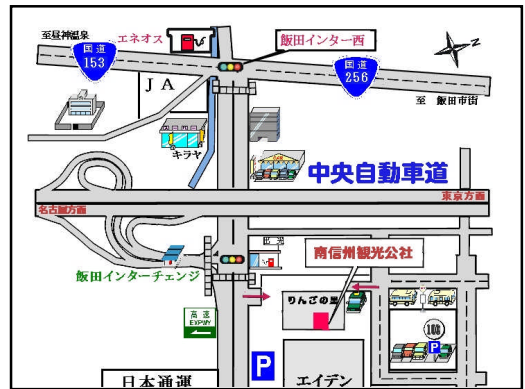 至昼神温泉
国道
153
エネオス
飯田インター西
国道
256
至 飯田市街
JA
キラヤ
中央自動車道
名古屋方面
東京方面
飯田インターチェンジ
出光
南信州観光公社
りんごの里
高速
EXPWY
103
P
P
日本通運
エイデン